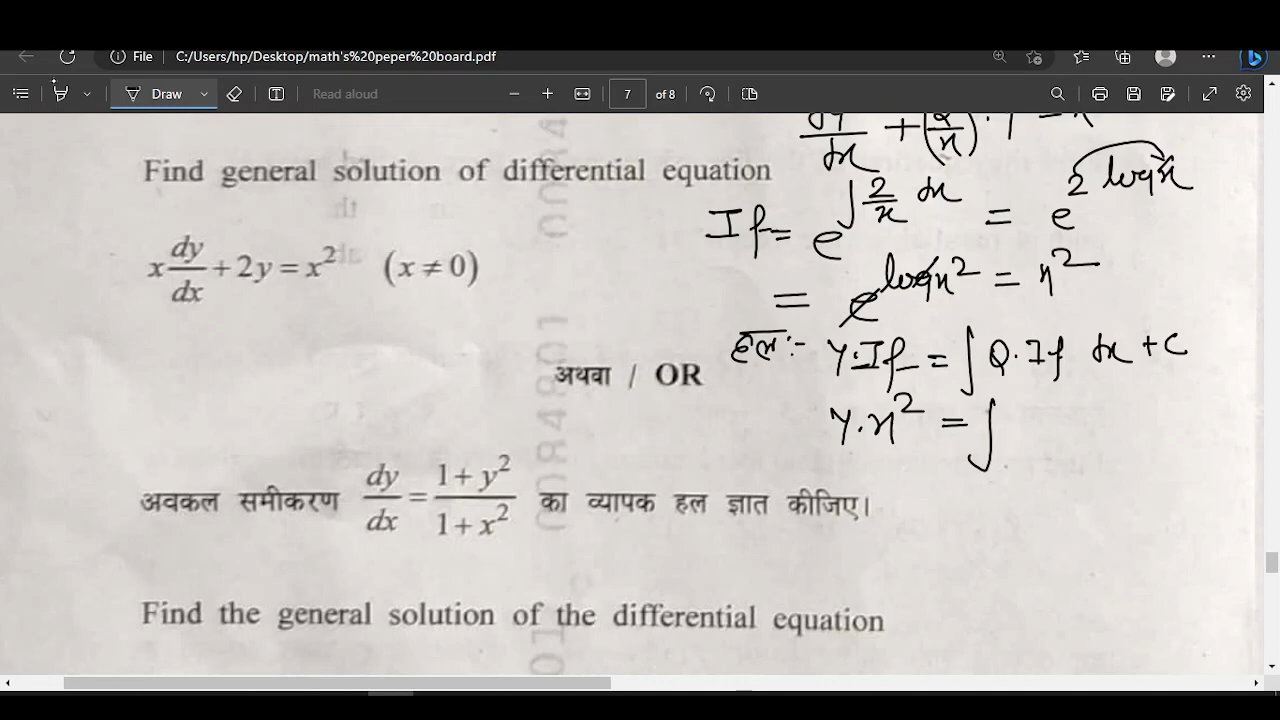 File C:/Users/hp/Desktop/math's%20peper%20board.pdf
Draw Read aloud 7 of 8
Find general solution of differential equation
x dy/dx + 2y = x² (x ≠ 0)
अथवा / OR
अवकल समीकरण dy/dx = (1 + y²)/(1 + x²) का व्यापक हल ज्ञात कीजिए।
Find the general solution of the differential equation
dy/dx + (2/x) · y = x
If = e^∫ 2/x dx = e^2 log x
= e^log x² = x²
हल:- y·If = ∫ Q·If dx + c
y·x² = ∫